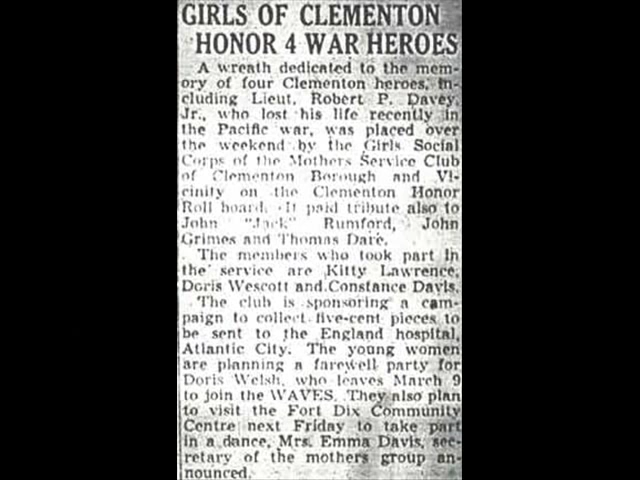 GIRLS OF CLEMENTON
HONOR 4 WAR HEROES
A wreath dedicated to the mem-
ory of four Clementon heroes, in-
cluding Lieut. Robert P. Davey,
Jr., who lost his life recently in
the Pacific war, was placed over
the weekend by the Girls Social
Corps of the Mothers Service Club
of Clementon Borough and Vi-
cinity on the Clementon Honor
Roll board. It paid tribute also to
John "Jack" Rumford, John
Grimes and Thomas Dare.
The members who took part in
the service are Kitty Lawrence,
Doris Wescott and Constance Davis.
The club is sponsoring a cam-
paign to collect five-cent pieces to
be sent to the England hospital,
Atlantic City. The young women
are planning a farewell party for
Doris Welsh, who leaves March 9
to join the WAVES. They also plan
to visit the Fort Dix Community
Centre next Friday to take part
in a dance, Mrs. Emma Davis, sec-
retary of the mothers group an-
nounced.